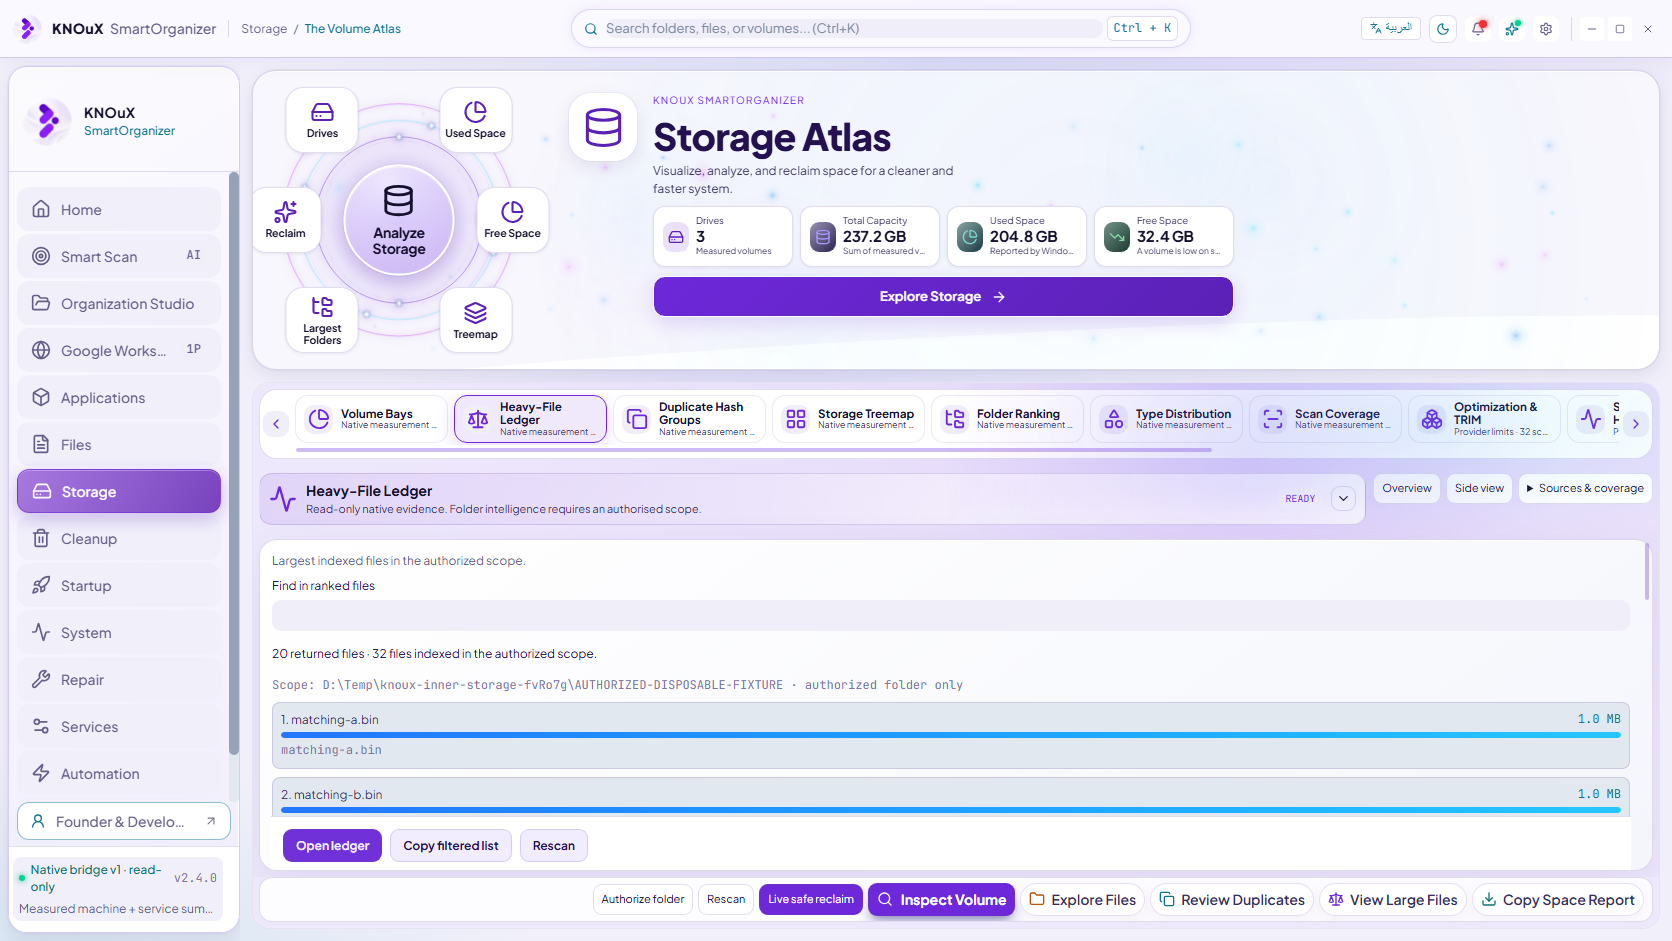 KNOuX SmartOrganizer
Storage / The Volume Atlas
Search folders, files, or volumes... (Ctrl+K)
Ctrl + K
العربية
KNOuX
SmartOrganizer
Home
Smart Scan AI
Organization Studio
Google Works... 1P
Applications
Files
Storage
Cleanup
Startup
System
Repair
Services
Automation
Founder & Develo...
Native bridge v1 · read-only
v2.4.0
Measured machine + service sum...
Drives
Used Space
Reclaim
Analyze
Storage
Free Space
Largest
Folders
Treemap
KNOUX SMARTORGANIZER
Storage Atlas
Visualize, analyze, and reclaim space for a cleaner and
faster system.
Drives
3
Measured volumes
Total Capacity
237.2 GB
Sum of measured v...
Used Space
204.8 GB
Reported by Windo...
Free Space
32.4 GB
A volume is low on s...
Explore Storage
Volume Bays
Native measurement ...
Heavy-File
Ledger
Native measurement ...
Duplicate Hash
Groups
Native measurement ...
Storage Treemap
Native measurement ...
Folder Ranking
Native measurement ...
Type Distribution
Native measurement ...
Scan Coverage
Native measurement ...
Optimization &
TRIM
Provider limits · 32 sc...
Heavy-File Ledger
Read-only native evidence. Folder intelligence requires an authorised scope.
READY
Overview
Side view
Sources & coverage
Largest indexed files in the authorized scope.
Find in ranked files
20 returned files · 32 files indexed in the authorized scope.
Scope: D:\Temp\knoux-inner-storage-fvRo7g\AUTHORIZED-DISPOSABLE-FIXTURE · authorized folder only
1. matching-a.bin 1.0 MB
matching-a.bin
2. matching-b.bin 1.0 MB
Open ledger
Copy filtered list
Rescan
Authorize folder
Rescan
Live safe reclaim
Inspect Volume
Explore Files
Review Duplicates
View Large Files
Copy Space Report